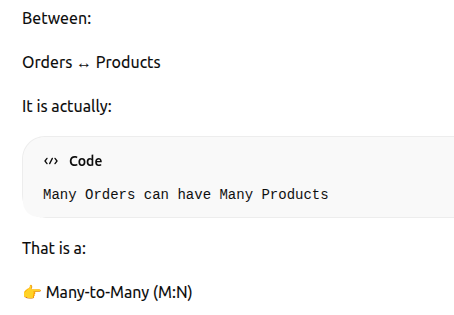 Between:
Orders ↔ Products
It is actually:
</> Code
Many Orders can have Many Products
That is a:
👉 Many-to-Many (M:N)